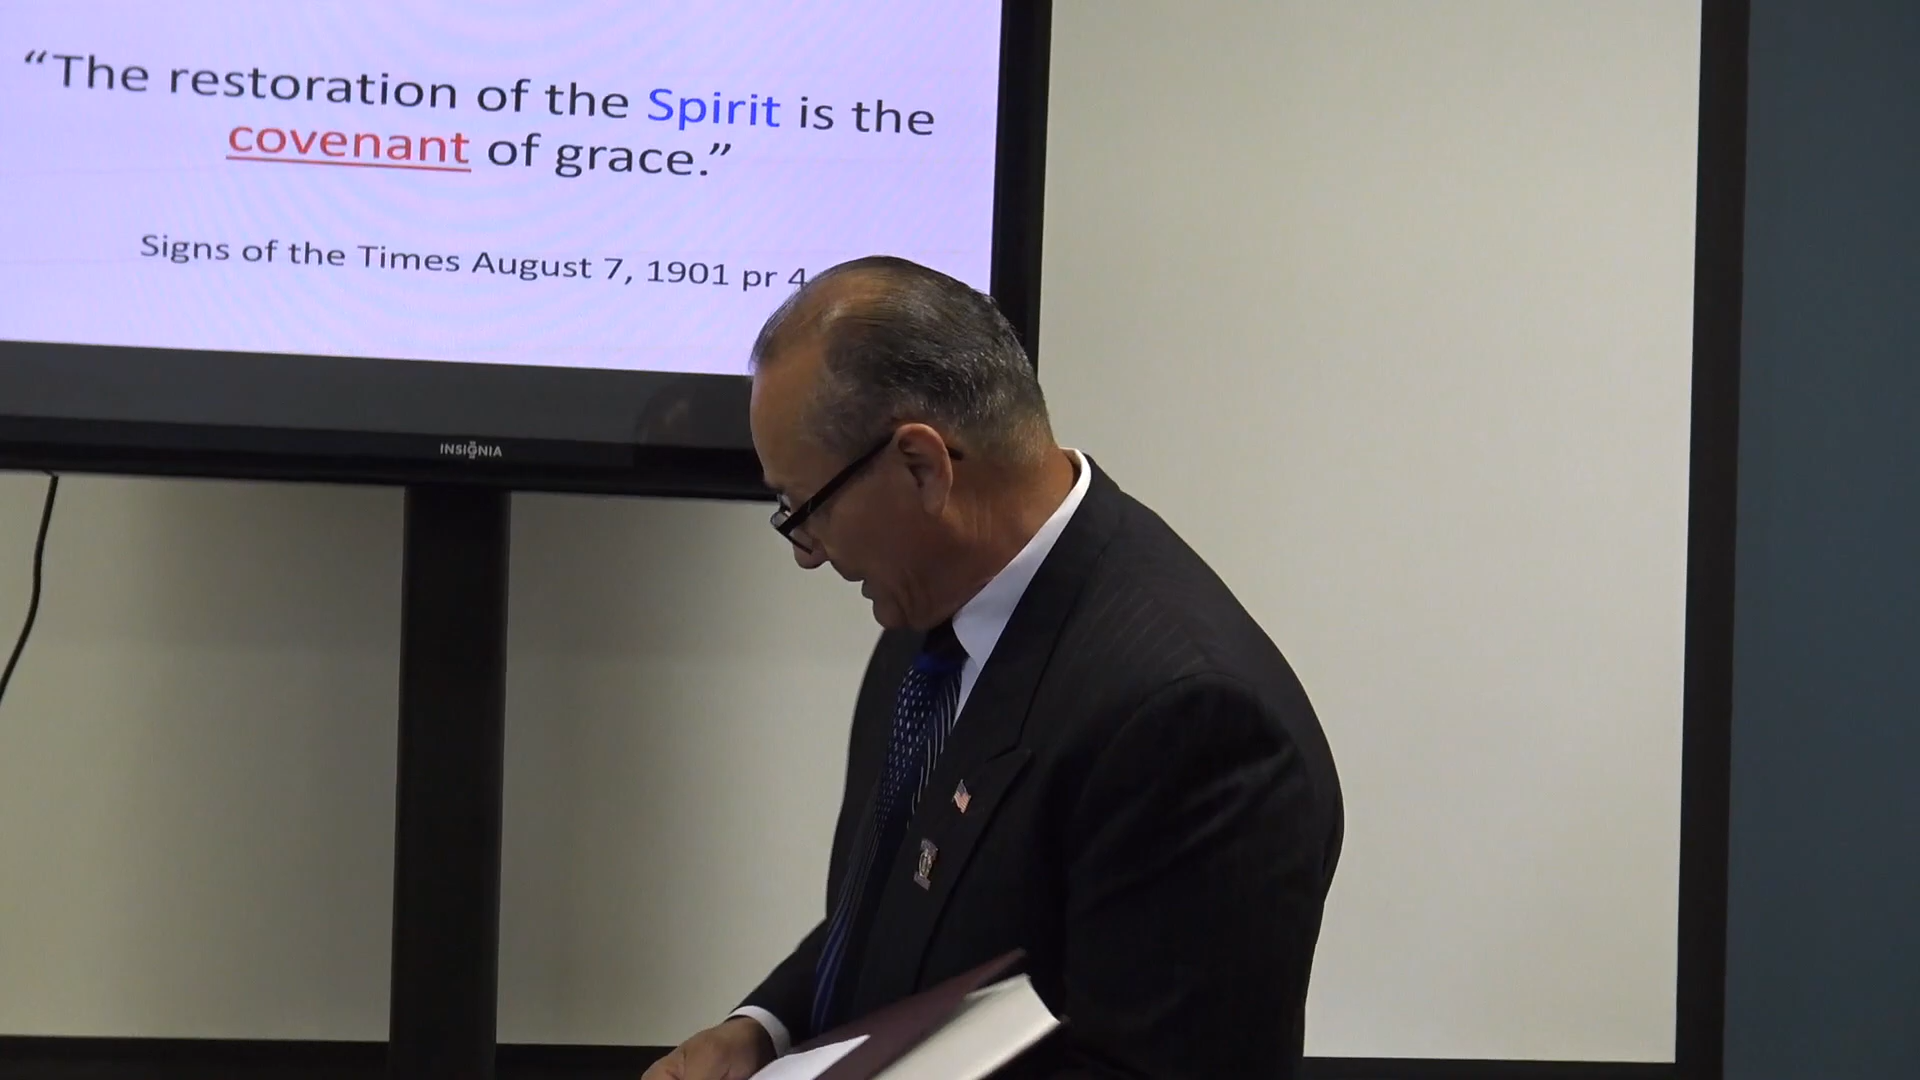 “The restoration of the Spirit is the
covenant of grace.”
Signs of the Times August 7, 1901 pr 4
INSIGNIA